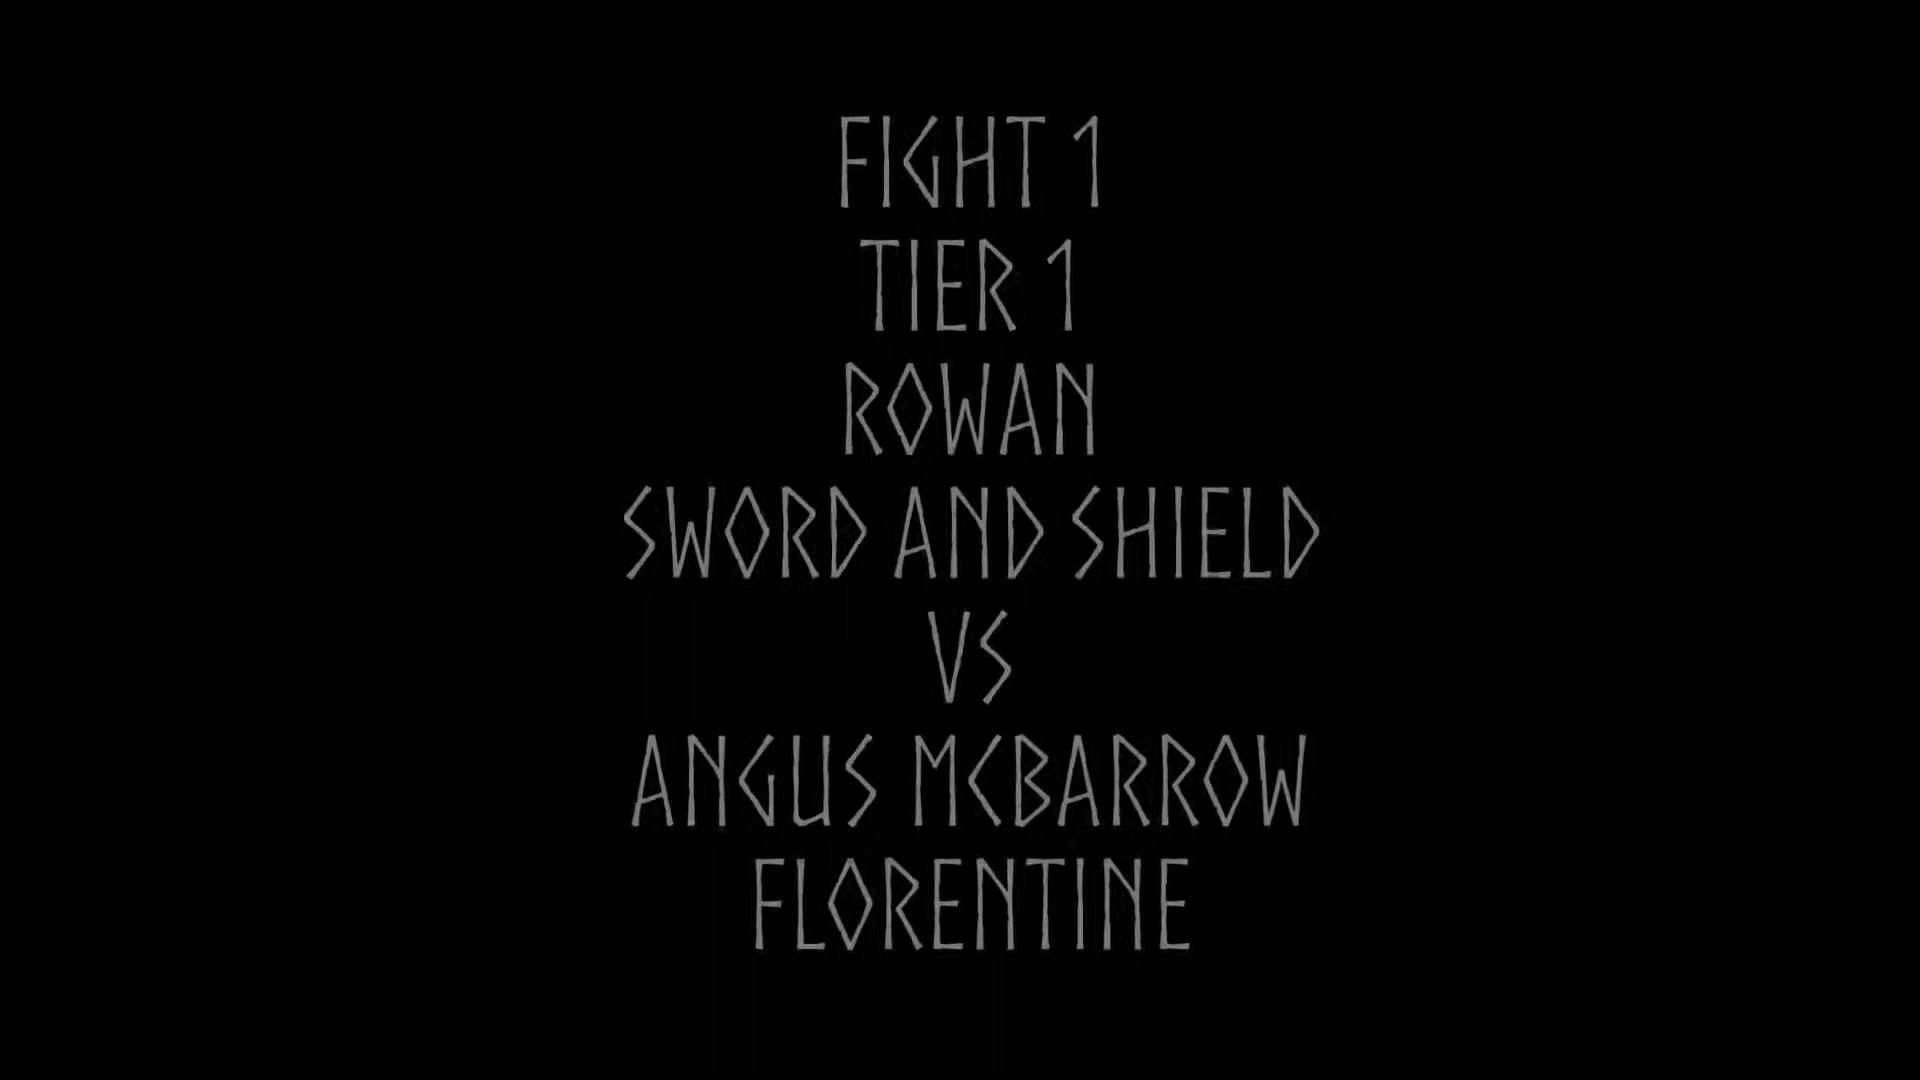 FIGHT 1
TIER 1
ROWAN
SWORD AND SHIELD
VS
ANGUS MCBARROW
FLORENTINE